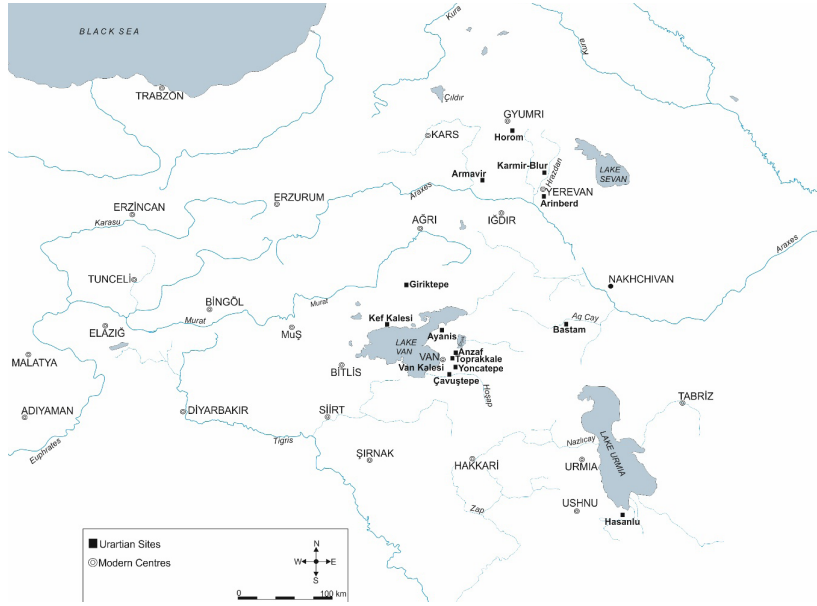 BLACK SEA
Kura
Kura
TRABZON
Çıldır
GYUMRI
KARS
Horom
Karmir-Blur
Hrazdan
LAKE
SEVAN
Armavir
YEREVAN
Arinberd
Araxes
ERZURUM
ERZİNCAN
Karasu
AĞRI
IĞDIR
Araxes
TUNCELİ
Giriktepe
NAKHCHIVAN
BİNGÖL
Murat
Murat
Kef Kalesi
Aq Cay
Bastam
ELAZIĞ
MuŞ
Ayanis
LAKE
VAN
Anzaf
VAN
Toprakkale
Van Kalesi
Yoncatepe
Çavuştepe
MALATYA
BİTLİS
Hoşap
TABRİZ
ADIYAMAN
DİYARBAKIR
SİİRT
Tigris
Euphrates
Nazlıcay
LAKE URMIA
ŞIRNAK
HAKKARİ
URMIA
Zap
USHNU
Hasanlu
Urartian Sites
Modern Centres
N
W
E
S
0
100 km